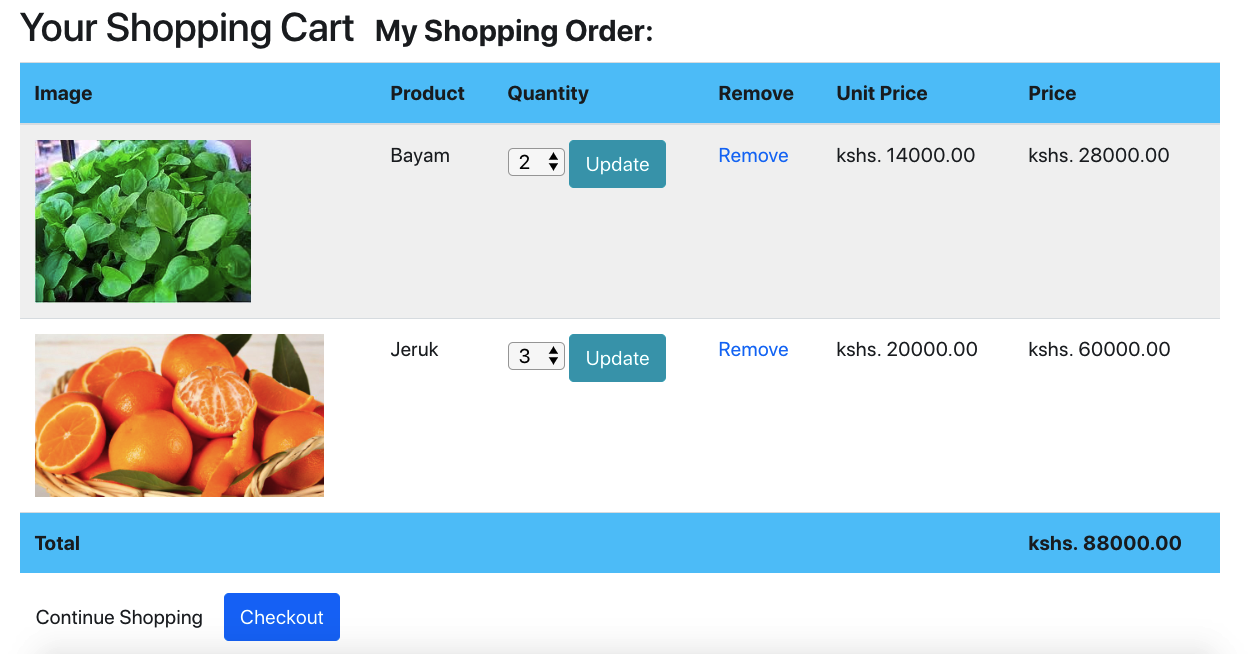 Your Shopping Cart My Shopping Order:
Image Product Quantity Remove Unit Price Price
Bayam 2 Update Remove kshs. 14000.00 kshs. 28000.00
Jeruk 3 Update Remove kshs. 20000.00 kshs. 60000.00
Total kshs. 88000.00
Continue Shopping Checkout